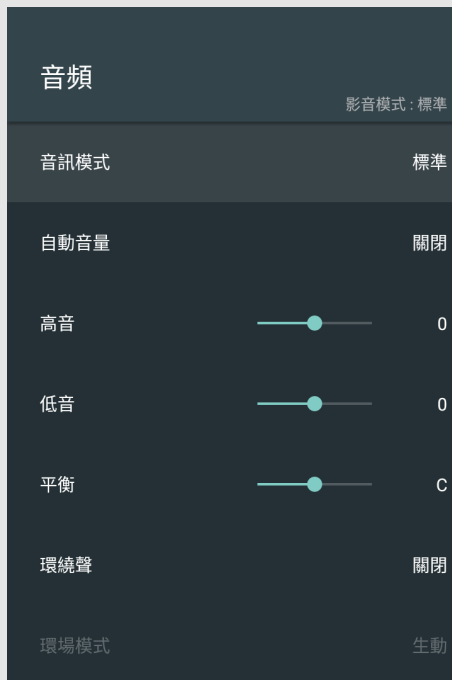 音頻
影音模式 : 標準
音訊模式 標準
自動音量 關閉
高音 0
低音 0
平衡 C
環繞聲 關閉
環場模式 生動